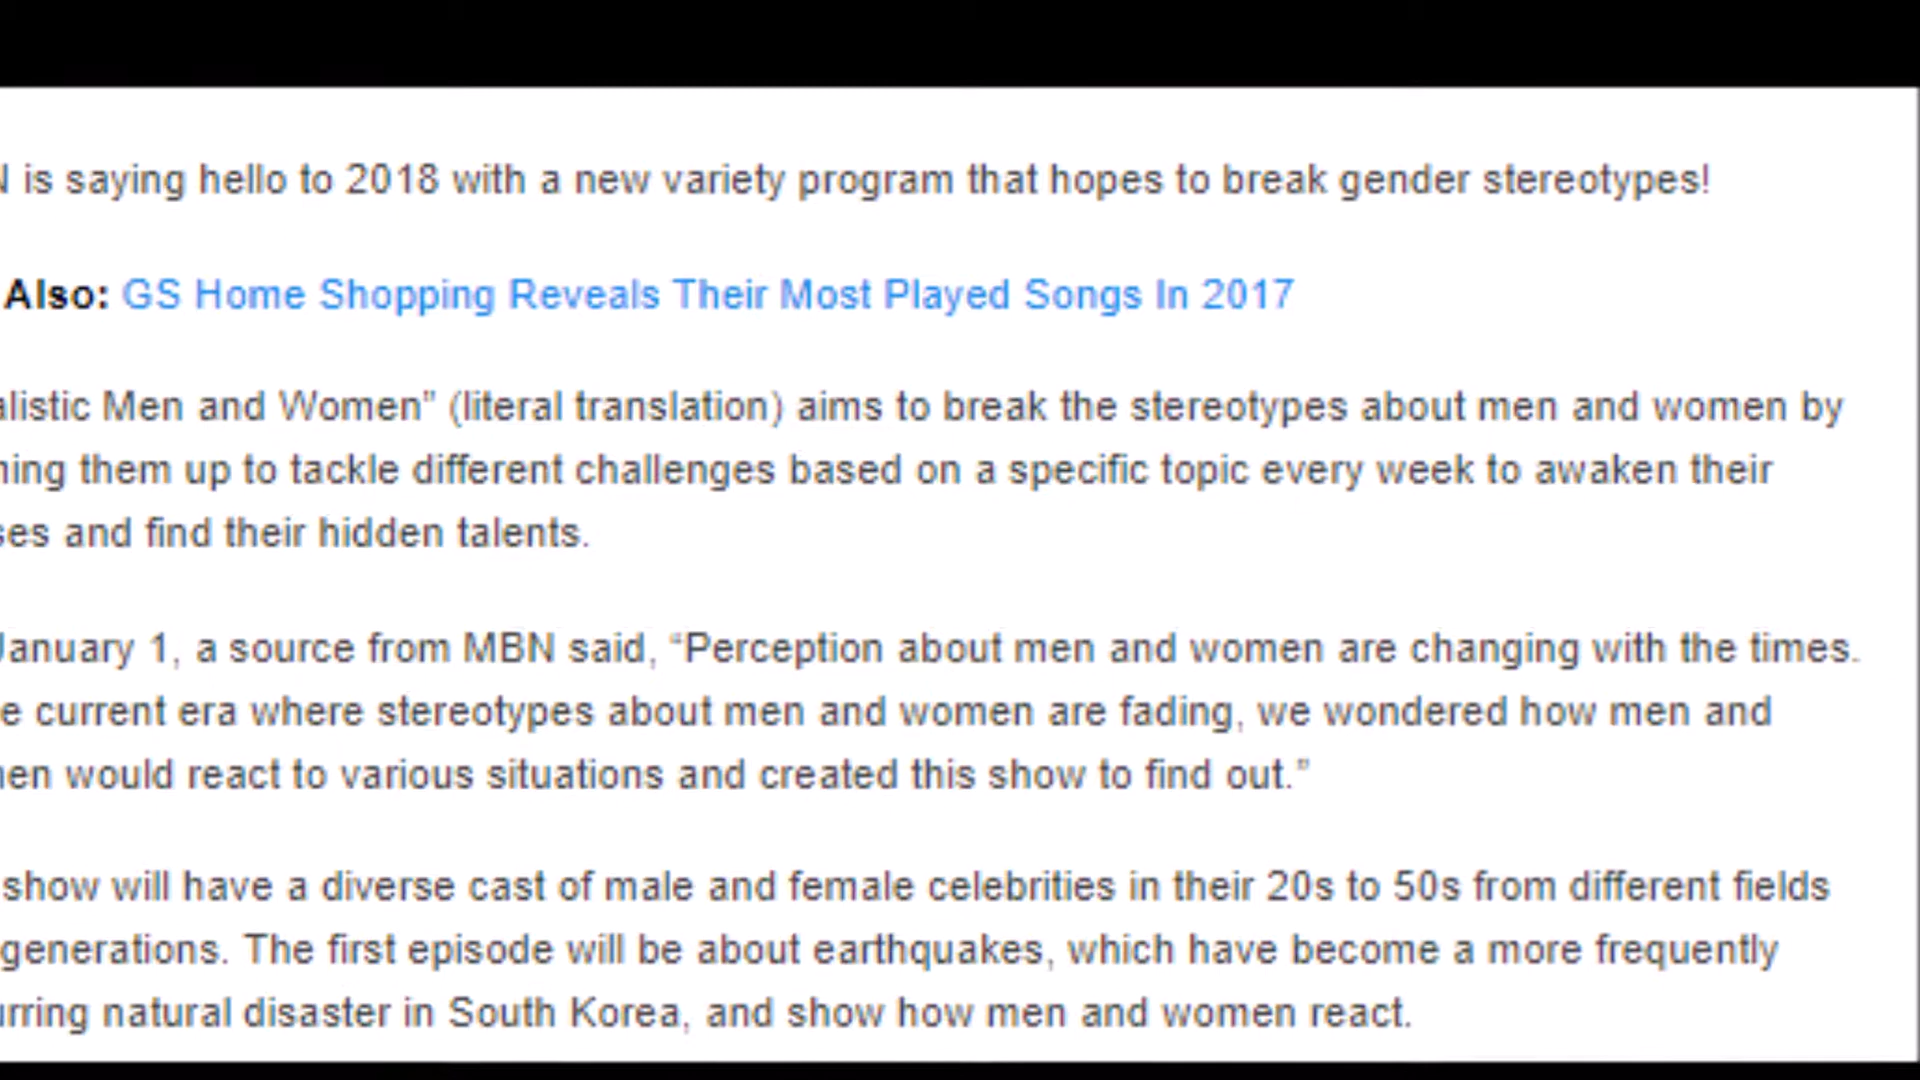 N is saying hello to 2018 with a new variety program that hopes to break gender stereotypes!
Also: GS Home Shopping Reveals Their Most Played Songs In 2017
alistic Men and Women” (literal translation) aims to break the stereotypes about men and women by
ning them up to tackle different challenges based on a specific topic every week to awaken their
ses and find their hidden talents.
January 1, a source from MBN said, “Perception about men and women are changing with the times.
e current era where stereotypes about men and women are fading, we wondered how men and
nen would react to various situations and created this show to find out.”
show will have a diverse cast of male and female celebrities in their 20s to 50s from different fields
generations. The first episode will be about earthquakes, which have become a more frequently
urring natural disaster in South Korea, and show how men and women react.